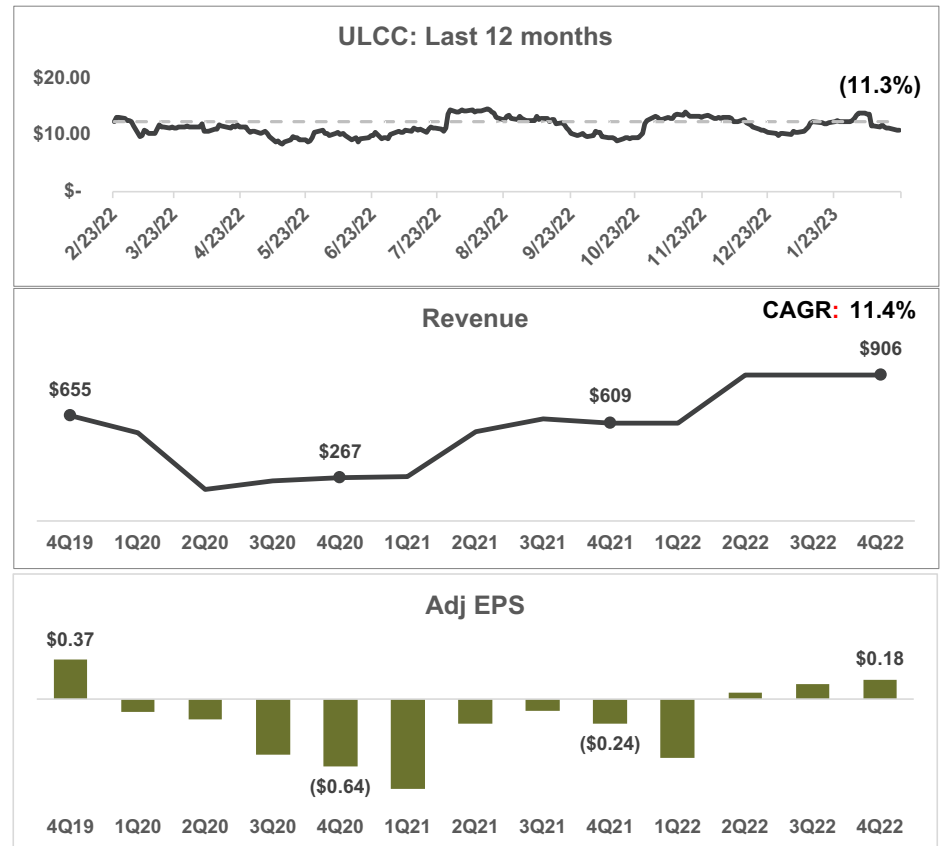 ULCC: Last 12 months
$20.00
(11.3%)
$10.00
$-
2/23/22 3/23/22 4/23/22 5/23/22 6/23/22 7/23/22 8/23/22 9/23/22 10/23/22 11/23/22 12/23/22 1/23/23
CAGR: 11.4%
Revenue
$906
$655
$609
$267
4Q19 1Q20 2Q20 3Q20 4Q20 1Q21 2Q21 3Q21 4Q21 1Q22 2Q22 3Q22 4Q22
Adj EPS
$0.37
$0.18
($0.24)
($0.64)
4Q19 1Q20 2Q20 3Q20 4Q20 1Q21 2Q21 3Q21 4Q21 1Q22 2Q22 3Q22 4Q22